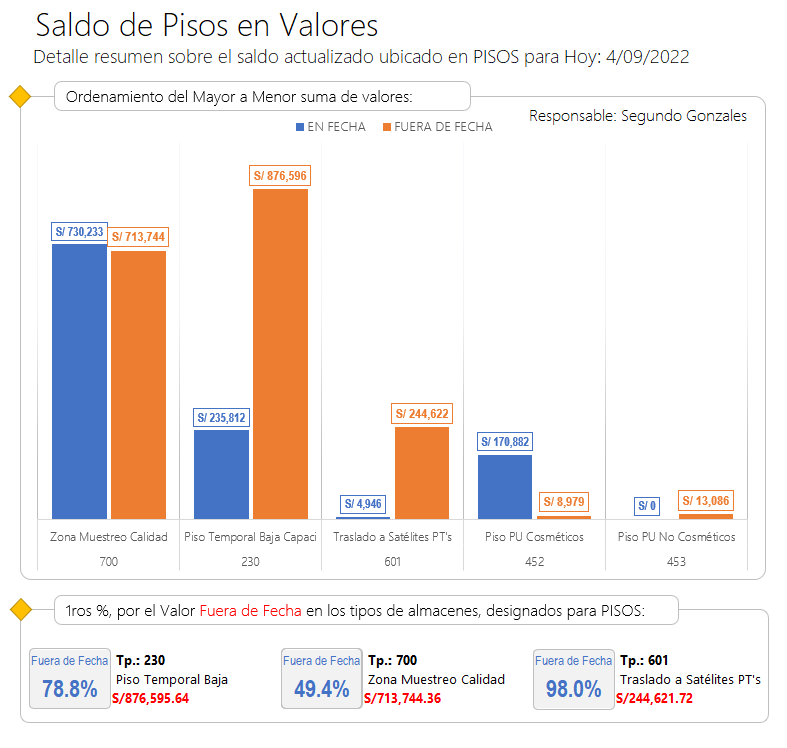 Saldo de Pisos en Valores
Detalle resumen sobre el saldo actualizado ubicado en PISOS para Hoy: 4/09/2022
Ordenamiento del Mayor a Menor suma de valores:
Responsable: Segundo Gonzales
EN FECHA FUERA DE FECHA
S/ 876,596
S/ 730,233 S/ 713,744
S/ 235,812 S/ 244,622
S/ 170,882
S/ 4,946 S/ 8,979 S/ 0 S/ 13,086
Zona Muestreo Calidad Piso Temporal Baja Capaci Traslado a Satélites PT's Piso PU Cosméticos Piso PU No Cosméticos
700 230 601 452 453
1ros %, por el Valor Fuera de Fecha en los tipos de almacenes, designados para PISOS:
Fuera de Fecha
78.8%
Tp.: 230
Piso Temporal Baja
S/876,595.64
Fuera de Fecha
49.4%
Tp.: 700
Zona Muestreo Calidad
S/713,744.36
Fuera de Fecha
98.0%
Tp.: 601
Traslado a Satélites PT's
S/244,621.72